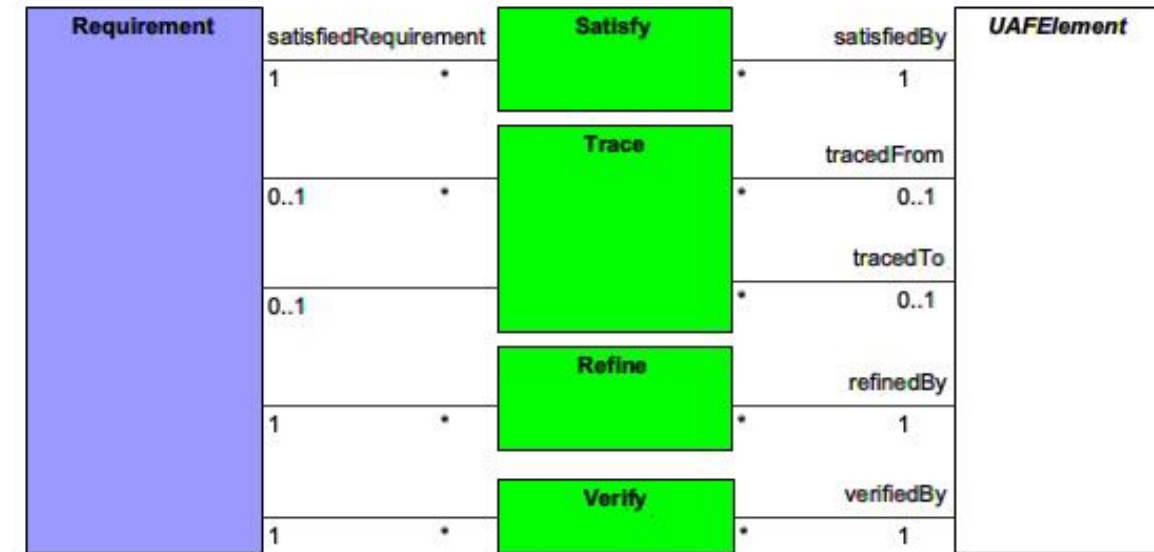 Requirement
satisfiedRequirement
Satisfy
satisfiedBy
UAFElement
1
*
*
1
Trace
tracedFrom
0..1
*
*
0..1
tracedTo
0..1
*
0..1
Refine
refinedBy
1
*
*
1
Verify
verifiedBy
1
*
*
1